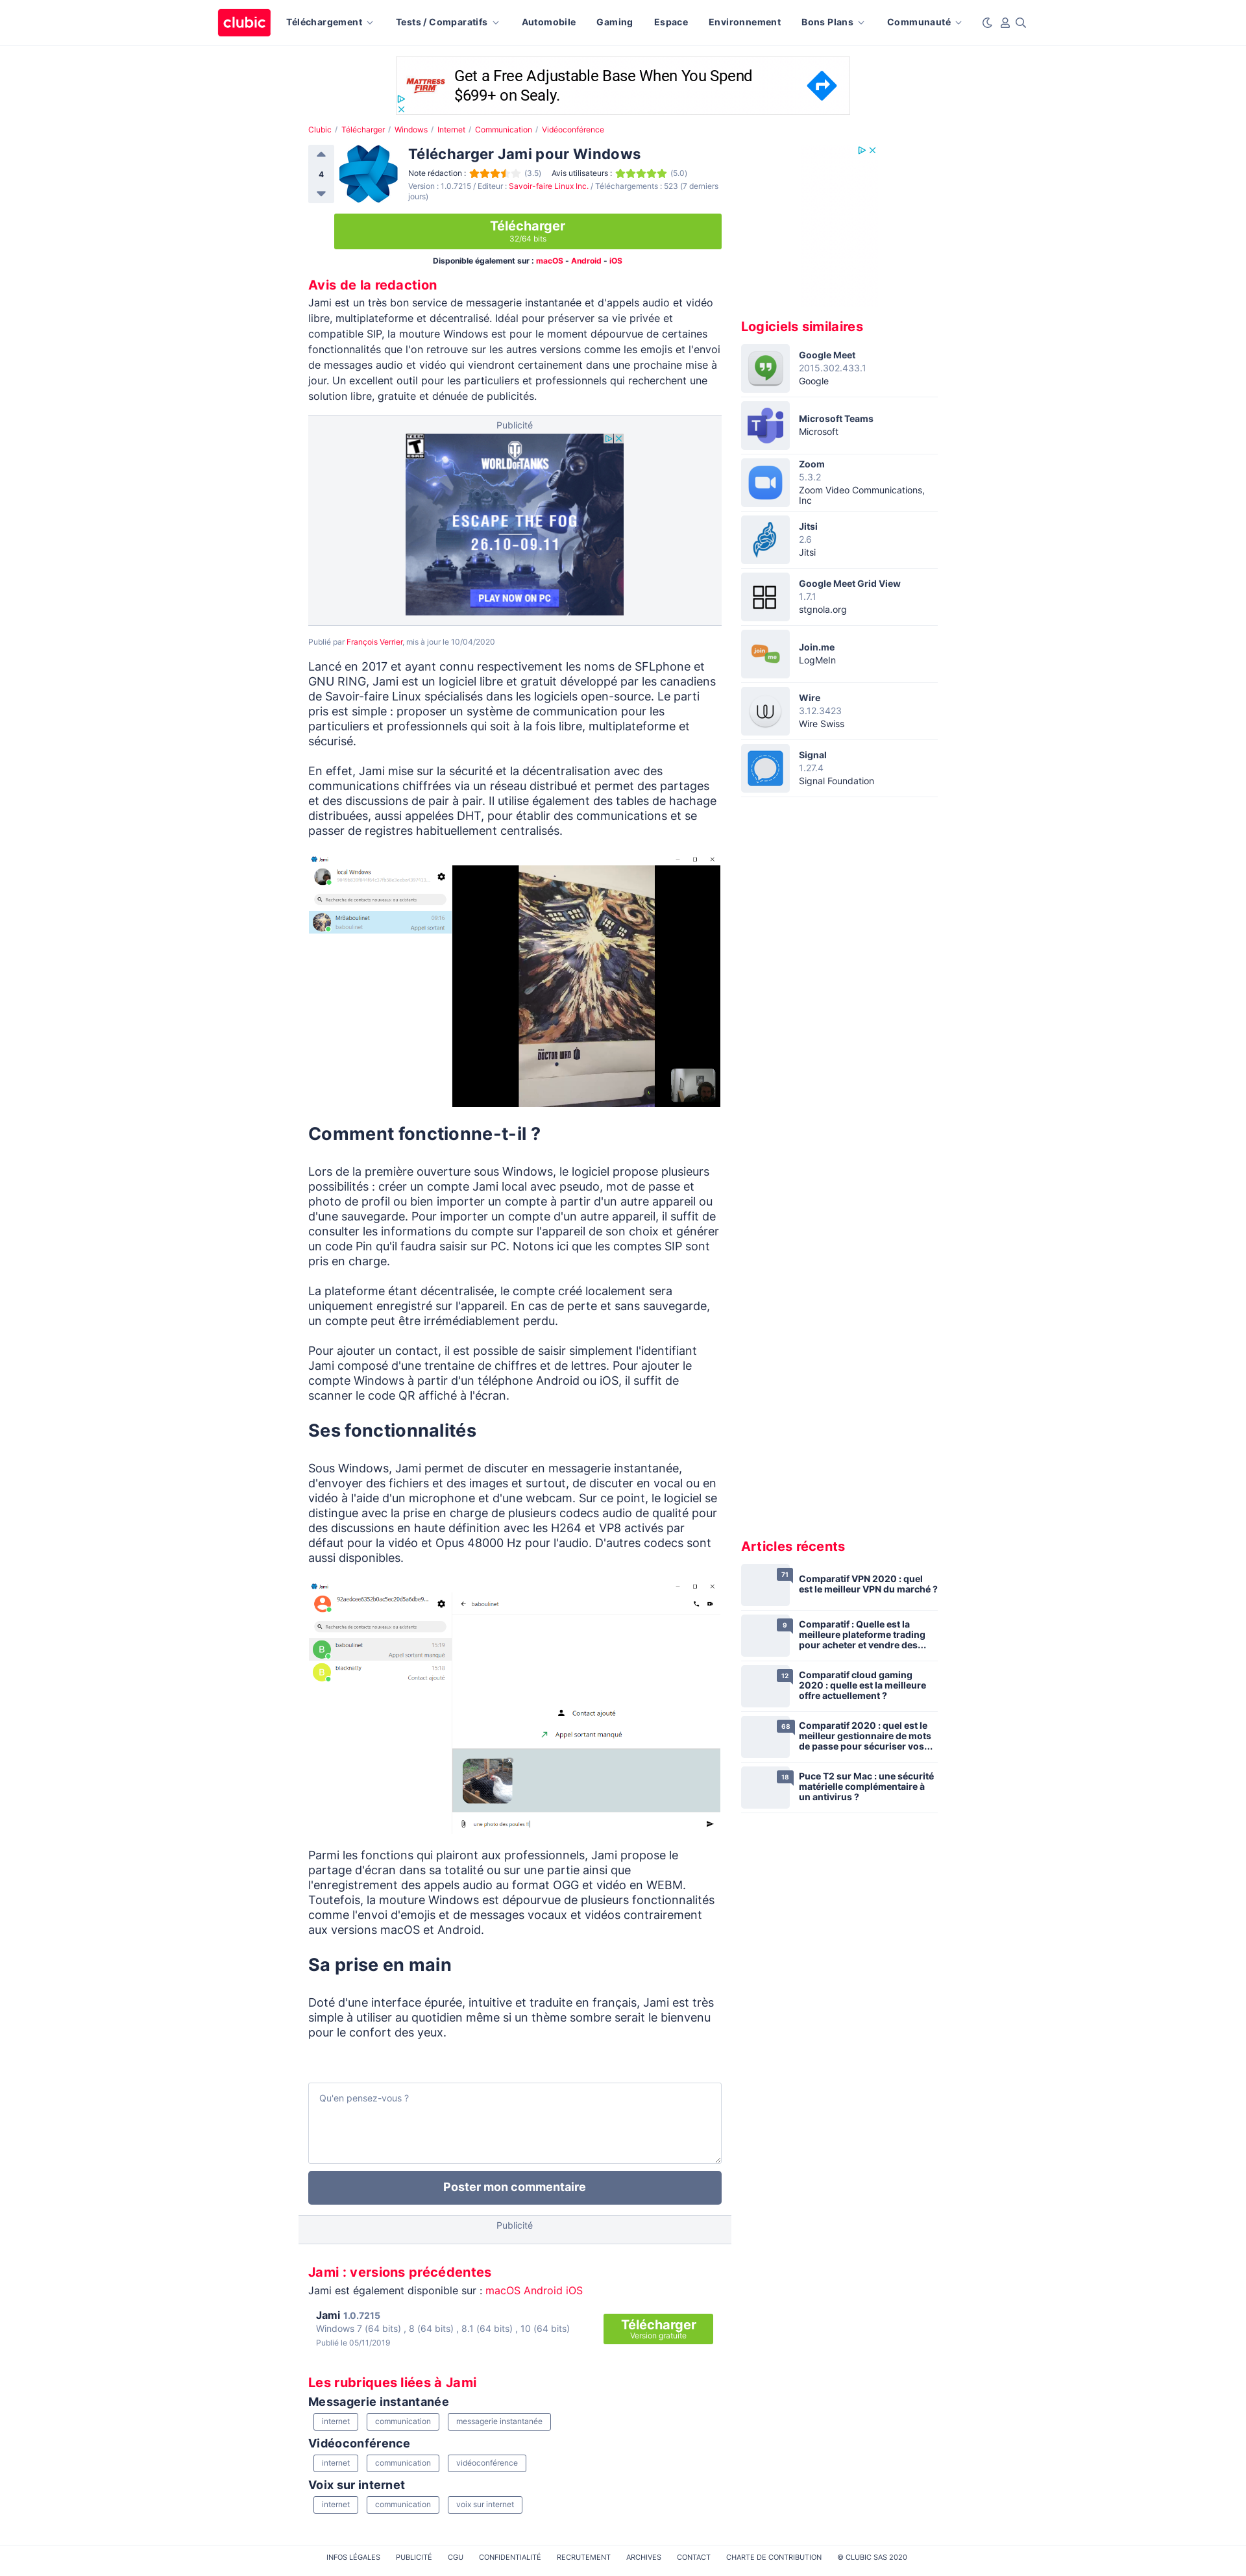 clubic
Téléchargement
Tests / Comparatifs
Automobile
Gaming
Espace
Environnement
Bons Plans
Communauté
MATTRESS FIRM
Get a Free Adjustable Base When You Spend
$699+ on Sealy.
Clubic / Télécharger / Windows / Internet / Communication / Vidéoconférence
4
Télécharger Jami pour Windows
Note rédaction : (3.5) Avis utilisateurs : (5.0)
Version : 1.0.7215 / Editeur : Savoir-faire Linux Inc. / Téléchargements : 523 (7 derniers
jours)
Télécharger
32/64 bits
Disponible également sur : macOS - Android - iOS
Avis de la redaction
Jami est un très bon service de messagerie instantanée et d'appels audio et vidéo
libre, multiplateforme et décentralisé. Idéal pour préserver sa vie privée et
compatible SIP, la mouture Windows est pour le moment dépourvue de certaines
fonctionnalités que l'on retrouve sur les autres versions comme les emojis et l'envoi
de messages audio et vidéo qui viendront certainement dans une prochaine mise à
jour. Un excellent outil pour les particuliers et professionnels qui recherchent une
solution libre, gratuite et dénuée de publicités.
Publicité
T
WORLD OF TANKS
ESCAPE THE FOG
26.10-09.11
PLAY NOW ON PC
Publié par François Verrier, mis à jour le 10/04/2020
Lancé en 2017 et ayant connu respectivement les noms de SFLphone et
GNU RING, Jami est un logiciel libre et gratuit développé par les canadiens
de Savoir-faire Linux spécialisés dans les logiciels open-source. Le parti
pris est simple : proposer un système de communication pour les
particuliers et professionnels qui soit à la fois libre, multiplateforme et
sécurisé.
En effet, Jami mise sur la sécurité et la décentralisation avec des
communications chiffrées via un réseau distribué et permet des partages
et des discussions de pair à pair. Il utilise également des tables de hachage
distribuées, aussi appelées DHT, pour établir des communications et se
passer de registres habituellement centralisés.
Jami
local Windows
Recherche de contacts nouveaux ou existants
Mrllaboulinet 09:16
baboulinet Appel sortant
DOCTOR WHO
Comment fonctionne-t-il ?
Lors de la première ouverture sous Windows, le logiciel propose plusieurs
possibilités : créer un compte Jami local avec pseudo, mot de passe et
photo de profil ou bien importer un compte à partir d'un autre appareil ou
d'une sauvegarde. Pour importer un compte d'un autre appareil, il suffit de
consulter les informations du compte sur l'appareil de son choix et générer
un code Pin qu'il faudra saisir sur PC. Notons ici que les comptes SIP sont
pris en charge.
La plateforme étant décentralisée, le compte créé localement sera
uniquement enregistré sur l'appareil. En cas de perte et sans sauvegarde,
un compte peut être irrémédiablement perdu.
Pour ajouter un contact, il est possible de saisir simplement l'identifiant
Jami composé d'une trentaine de chiffres et de lettres. Pour ajouter le
compte Windows à partir d'un téléphone Android ou iOS, il suffit de
scanner le code QR affiché à l'écran.
Ses fonctionnalités
Sous Windows, Jami permet de discuter en messagerie instantanée,
d'envoyer des fichiers et des images et surtout, de discuter en vocal ou en
vidéo à l'aide d'un microphone et d'une webcam. Sur ce point, le logiciel se
distingue avec la prise en charge de plusieurs codecs audio de qualité pour
des discussions en haute définition avec les H264 et VP8 activés par
défaut pour la vidéo et Opus 48000 Hz pour l'audio. D'autres codecs sont
aussi disponibles.
Jami
baboulinet
Recherche de contacts nouveaux ou existants
B baboulinet 11:19
Appel sortant manqué
B blacknelly 11:18
Contact ajouté
Contact ajouté
Appel sortant manqué
une photo des poules !!
Parmi les fonctions qui plairont aux professionnels, Jami propose le
partage d'écran dans sa totalité ou sur une partie ainsi que
l'enregistrement des appels audio au format OGG et vidéo en WEBM.
Toutefois, la mouture Windows est dépourvue de plusieurs fonctionnalités
comme l'envoi d'emojis et de messages vocaux et vidéos contrairement
aux versions macOS et Android.
Sa prise en main
Doté d'une interface épurée, intuitive et traduite en français, Jami est très
simple à utiliser au quotidien même si un thème sombre serait le bienvenu
pour le confort des yeux.
Qu'en pensez-vous ?
Poster mon commentaire
Publicité
Jami : versions précédentes
Jami est également disponible sur : macOS Android iOS
Jami 1.0.7215
Windows 7 (64 bits) , 8 (64 bits) , 8.1 (64 bits) , 10 (64 bits)
Publié le 05/11/2019
Télécharger
Version gratuite
Les rubriques liées à Jami
Messagerie instantanée
internet communication messagerie instantanée
Vidéoconférence
internet communication vidéoconférence
Voix sur internet
internet communication voix sur internet
Logiciels similaires
Google Meet
2015.302.433.1
Google
Microsoft Teams
Microsoft
Zoom
5.3.2
Zoom Video Communications,
Inc
Jitsi
2.6
Jitsi
Google Meet Grid View
1.7.1
stgnola.org
join me
Join.me
LogMeIn
Wire
3.12.3423
Wire Swiss
Signal
1.27.4
Signal Foundation
Articles récents
71
Comparatif VPN 2020 : quel
est le meilleur VPN du marché ?
9
Comparatif : Quelle est la
meilleure plateforme trading
pour acheter et vendre des...
12
Comparatif cloud gaming
2020 : quelle est la meilleure
offre actuellement ?
68
Comparatif 2020 : quel est le
meilleur gestionnaire de mots
de passe pour sécuriser vos...
18
Puce T2 sur Mac : une sécurité
matérielle complémentaire à
un antivirus ?
INFOS LÉGALES PUBLICITÉ CGU CONFIDENTIALITÉ RECRUTEMENT ARCHIVES CONTACT CHARTE DE CONTRIBUTION © CLUBIC SAS 2020